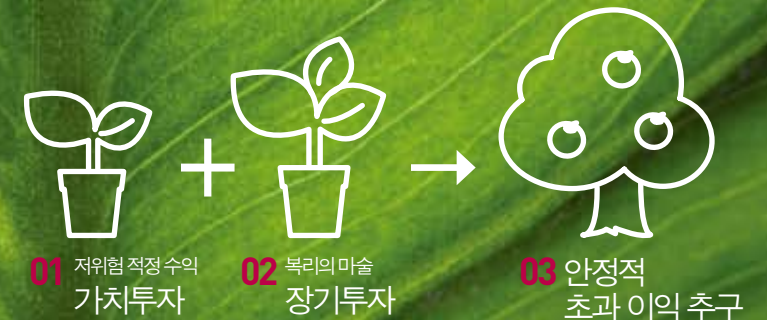 01 저위험 적정 수익
가치투자
02 복리의 마술
장기투자
03 안정적
초과 이익 추구